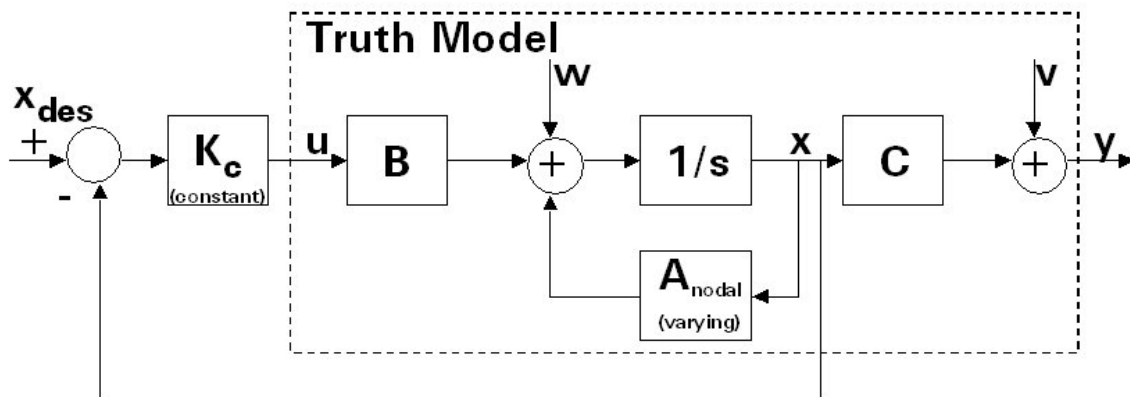 Truth Model
w
v
x_des
+
-
K_c
(constant)
u
B
+
1/s
x
C
+
y
A_nodal
(varying)